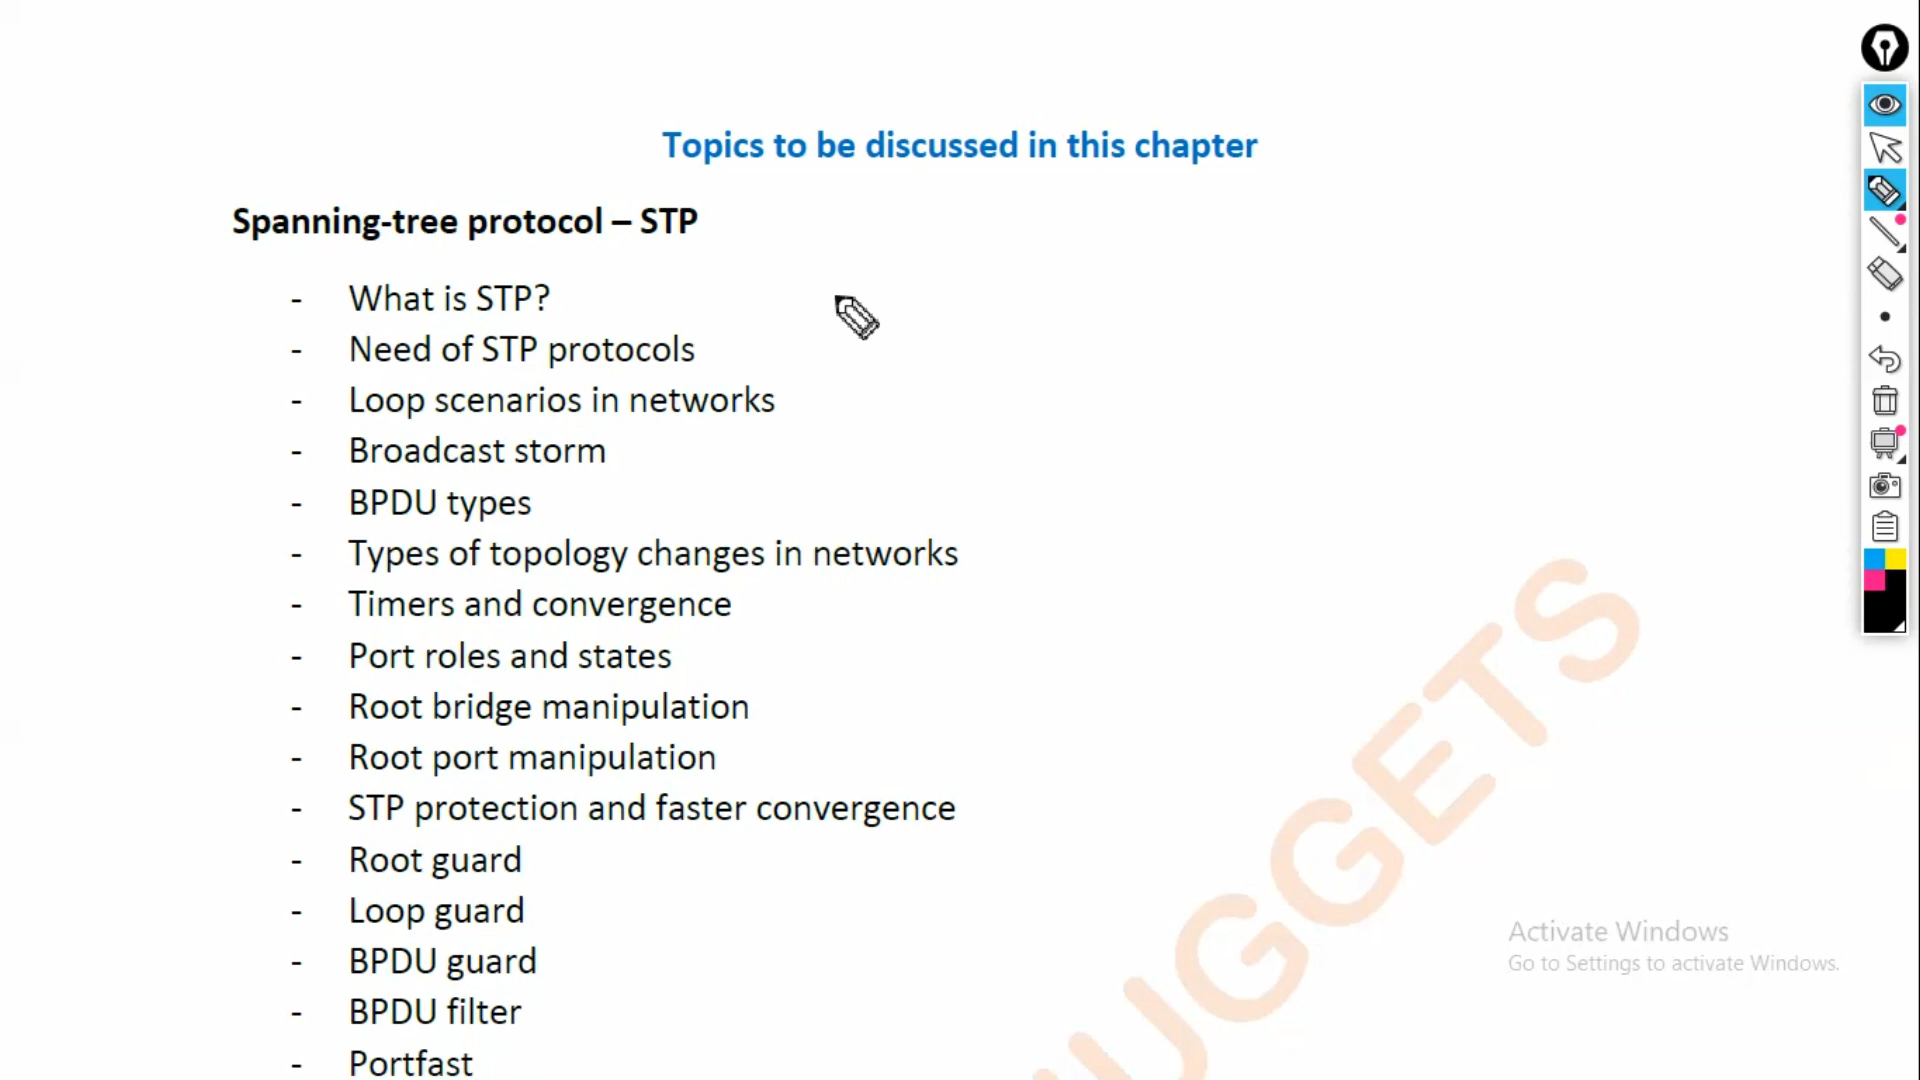 Topics to be discussed in this chapter
Spanning-tree protocol – STP
- What is STP?
- Need of STP protocols
- Loop scenarios in networks
- Broadcast storm
- BPDU types
- Types of topology changes in networks
- Timers and convergence
- Port roles and states
- Root bridge manipulation
- Root port manipulation
- STP protection and faster convergence
- Root guard
- Loop guard
- BPDU guard
- BPDU filter
- Portfast
UGGETS
Activate Windows
Go to Settings to activate Windows.